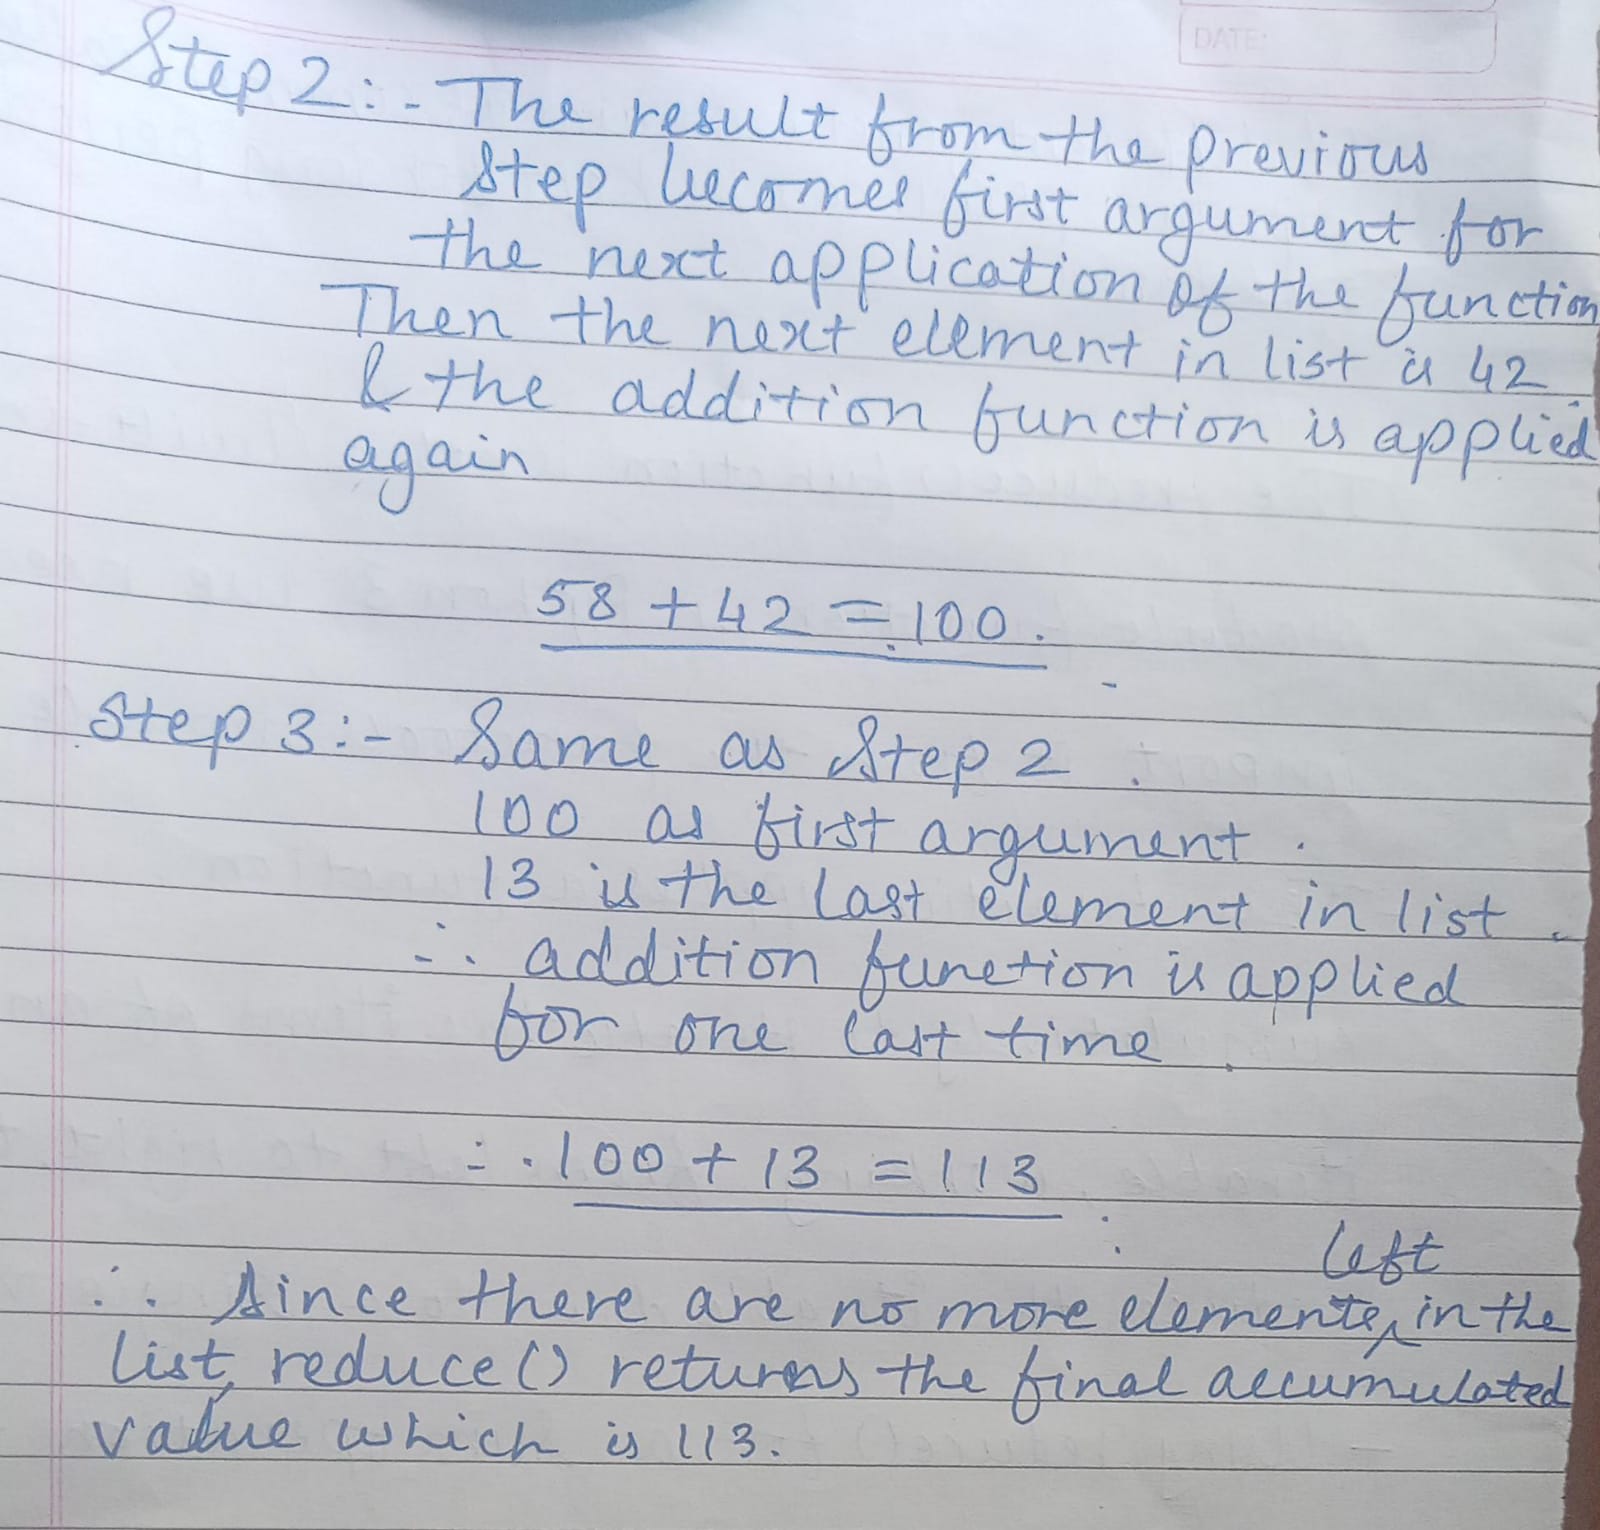 DATE:
Step 2:- The result from the previous
Step becomes first argument for
the next application of the function
Then the next element in list is 42
& the addition function is applied
again
58 + 42 = 100.
Step 3:- Same as Step 2.
100 as first argument.
13 is the last element in list.
∴ addition function is applied
for one last time.
∴ 100 + 13 = 113
left
∴ Since there are no more elements ^ in the
list, reduce() returns the final accumulated
value which is 113.